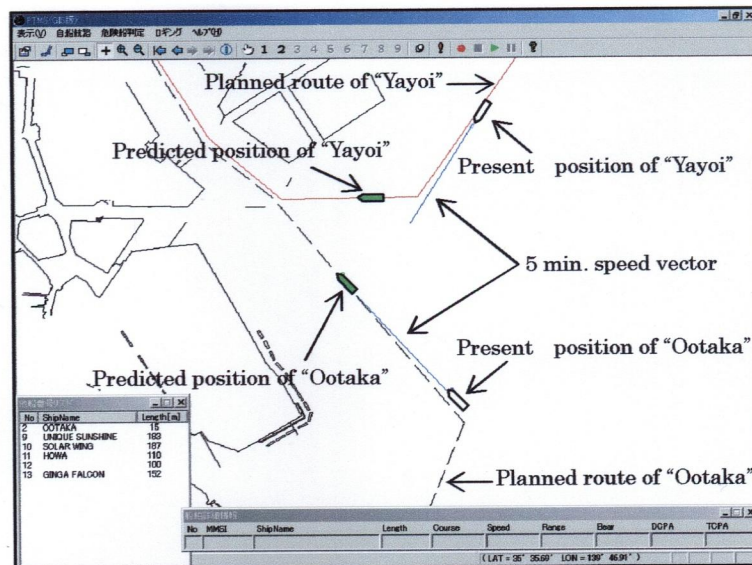 表示(V) 自船航路 危険船判定 ロギング ヘルプ(H)
1 2 3 4 5 6 7 8 9
Planned route of "Yayoi"
Predicted position of "Yayoi"
Present position of "Yayoi"
5 min. speed vector
Present position of "Ootaka"
Predicted position of "Ootaka"
Planned route of "Ootaka"
No ShipName Length[m]
2 OOTAKA 15
9 UNIQUE SUNSHINE 183
10 SOLAR WING 187
11 HOWA 110
12 100
13 GINGA FALCON 152
No MMSI ShipName Length Course Speed Range Bear DCPA TCPA
(LAT = 35° 35.69' LON = 139° 46.91')